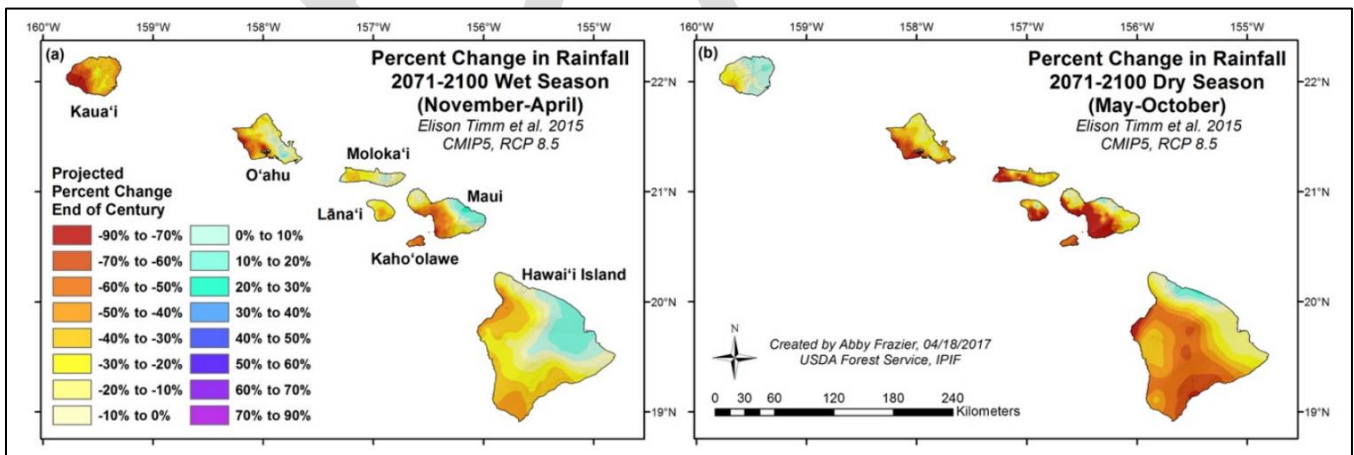 160°W 159°W 158°W 157°W 156°W 155°W
(a)
Percent Change in Rainfall
2071-2100 Wet Season
(November-April)
Elison Timm et al. 2015
CMIP5, RCP 8.5
22°N
21°N
20°N
19°N
Kaua‘i
O‘ahu
Moloka‘i
Maui
Lāna‘i
Kaho‘olawe
Hawai‘i Island
Projected
Percent Change
End of Century
-90% to -70%
-70% to -60%
-60% to -50%
-50% to -40%
-40% to -30%
-30% to -20%
-20% to -10%
-10% to 0%
0% to 10%
10% to 20%
20% to 30%
30% to 40%
40% to 50%
50% to 60%
60% to 70%
70% to 90%
160°W 159°W 158°W 157°W 156°W 155°W
(b)
Percent Change in Rainfall
2071-2100 Dry Season
(May-October)
Elison Timm et al. 2015
CMIP5, RCP 8.5
22°N
21°N
20°N
19°N
N
Created by Abby Frazier, 04/18/2017
USDA Forest Service, IPIF
0 30 60 120 180 240
Kilometers